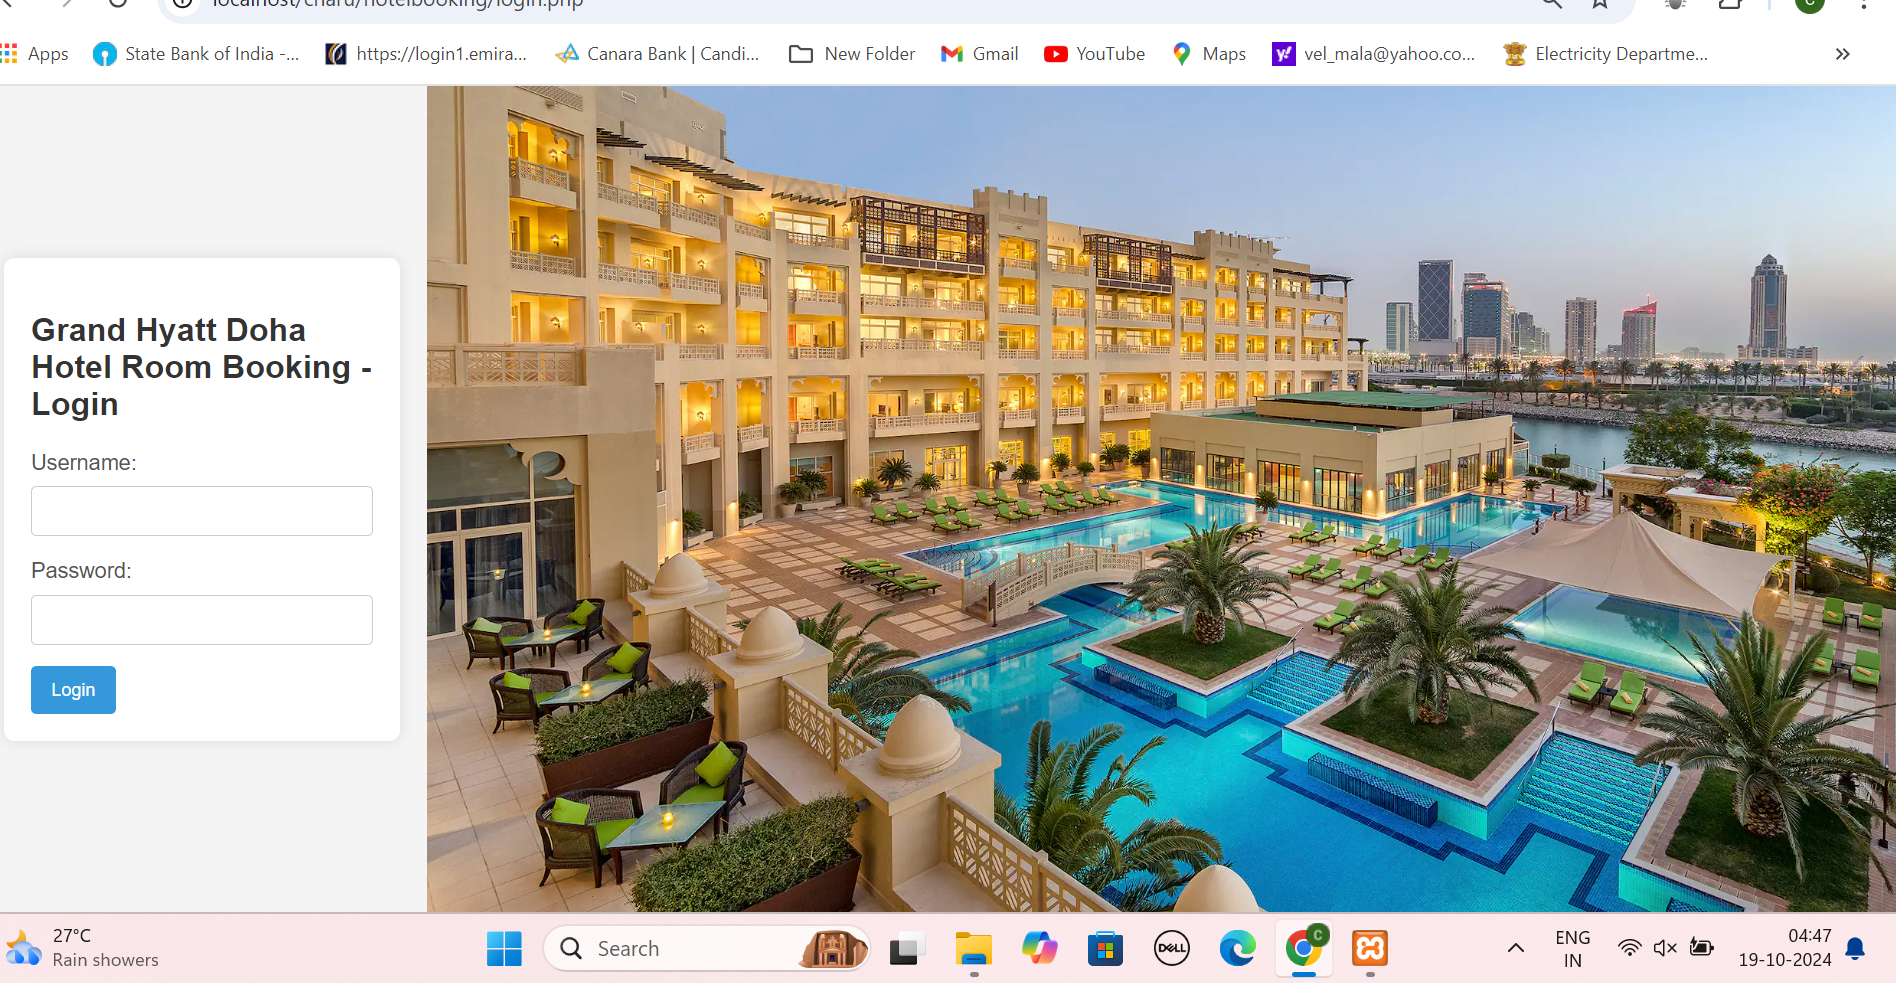 localhost/charu/hotelbooking/login.php
Apps
State Bank of India -...
https://login1.emira...
Canara Bank | Candi...
New Folder
Gmail
YouTube
Maps
vel_mala@yahoo.co...
Electricity Departme...
»
Grand Hyatt Doha
Hotel Room Booking -
Login
Username:
Password:
Login
27°C
Rain showers
Search
DELL
C
ENG
IN
04:47
19-10-2024